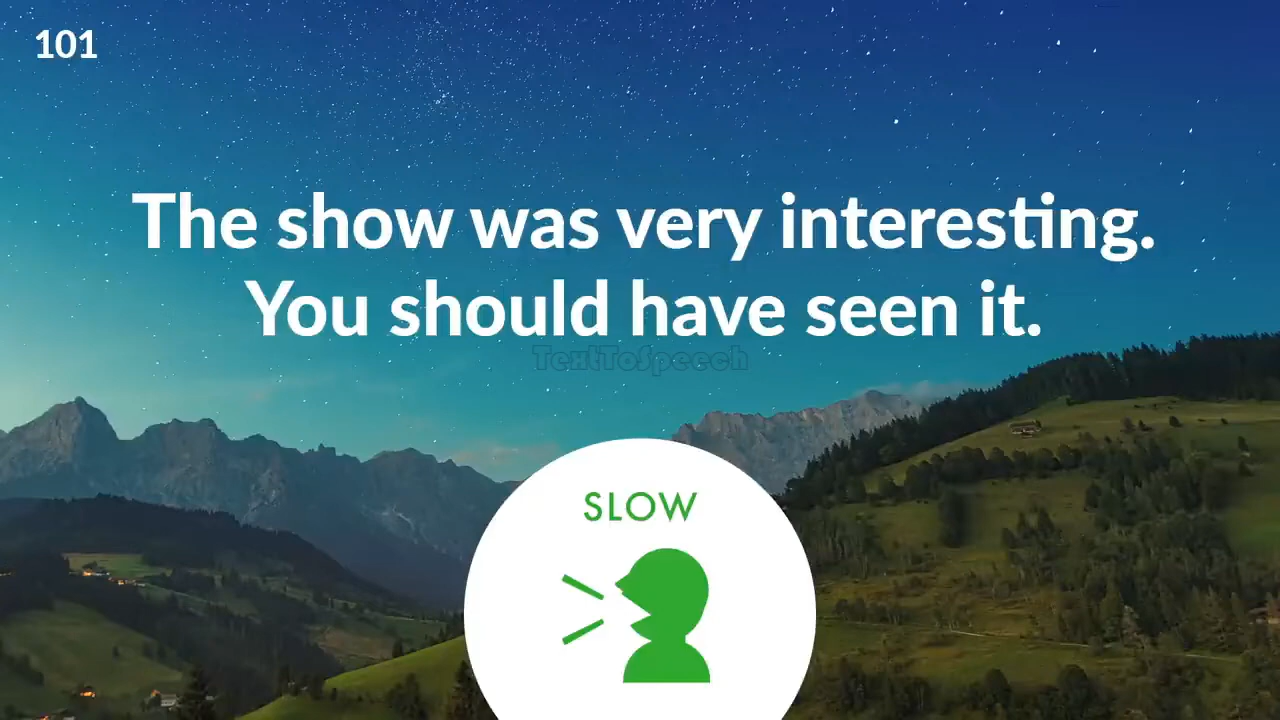 101
The show was very interesting.
You should have seen it.
TextToSpeech
SLOW